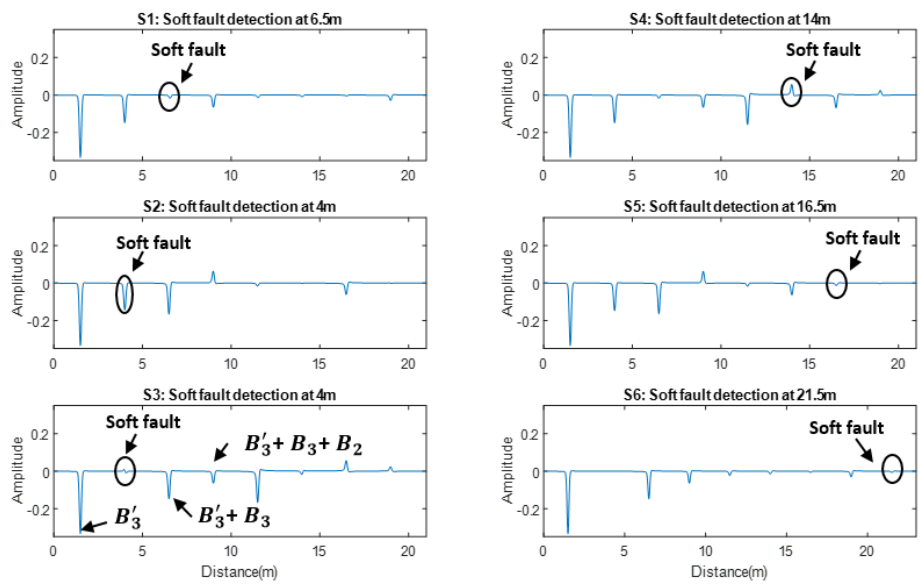 S1: Soft fault detection at 6.5m
Soft fault
Amplitude
0.2
0
-0.2
0 5 10 15 20
S2: Soft fault detection at 4m
Soft fault
Amplitude
0.2
0
-0.2
0 5 10 15 20
S3: Soft fault detection at 4m
Soft fault
B′₃ + B₃ + B₂
Amplitude
0.2
0
-0.2
B′₃
B′₃ + B₃
0 5 10 15 20
Distance(m)
S4: Soft fault detection at 14m
Soft fault
Amplitude
0.2
0
-0.2
0 5 10 15 20
S5: Soft fault detection at 16.5m
Soft fault
Amplitude
0.2
0
-0.2
0 5 10 15 20
S6: Soft fault detection at 21.5m
Soft fault
Amplitude
0.2
0
-0.2
0 5 10 15 20
Distance(m)